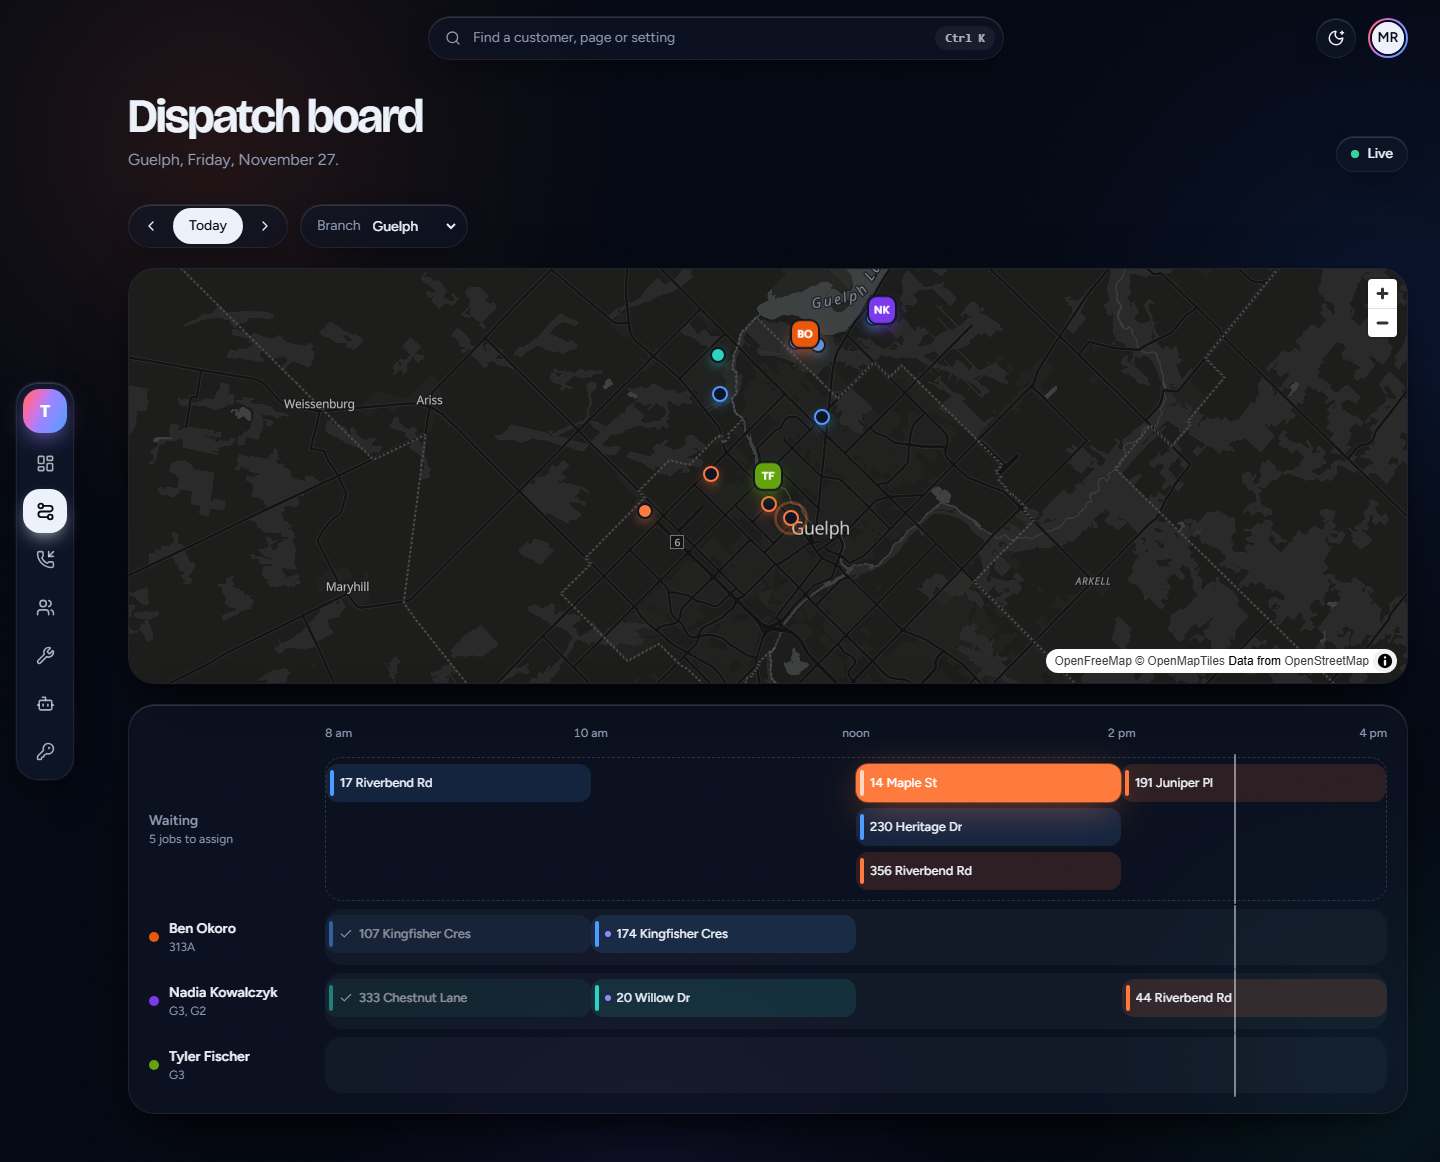 Find a customer, page or setting
Ctrl K
MR
Dispatch board
Guelph, Friday, November 27.
Live
Today
Branch Guelph
Guelph L
NK
BO
Weissenburg
Ariss
T
TF
Guelph
6
Maryhill
ARKELL
OpenFreeMap © OpenMapTiles Data from OpenStreetMap
8 am
10 am
noon
2 pm
4 pm
17 Riverbend Rd
14 Maple St
191 Juniper Pl
Waiting
5 jobs to assign
230 Heritage Dr
356 Riverbend Rd
Ben Okoro
313A
107 Kingfisher Cres
174 Kingfisher Cres
Nadia Kowalczyk
G3, G2
333 Chestnut Lane
20 Willow Dr
44 Riverbend Rd
Tyler Fischer
G3